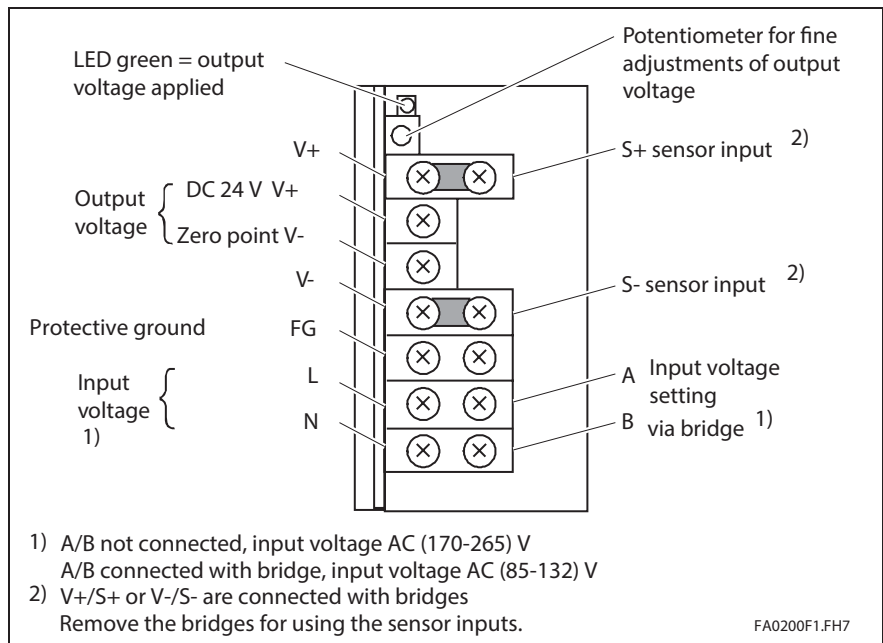 LED green = output
voltage applied
Potentiometer for fine
adjustments of output
voltage
V+
S+ sensor input 2)
Output
voltage
DC 24 V V+
Zero point V-
V-
S- sensor input 2)
Protective ground
FG
Input
voltage
1)
L
N
A
B
Input voltage
setting
via bridge 1)
1) A/B not connected, input voltage AC (170-265) V
A/B connected with bridge, input voltage AC (85-132) V
2) V+/S+ or V-/S- are connected with bridges
Remove the bridges for using the sensor inputs.
FA0200F1.FH7